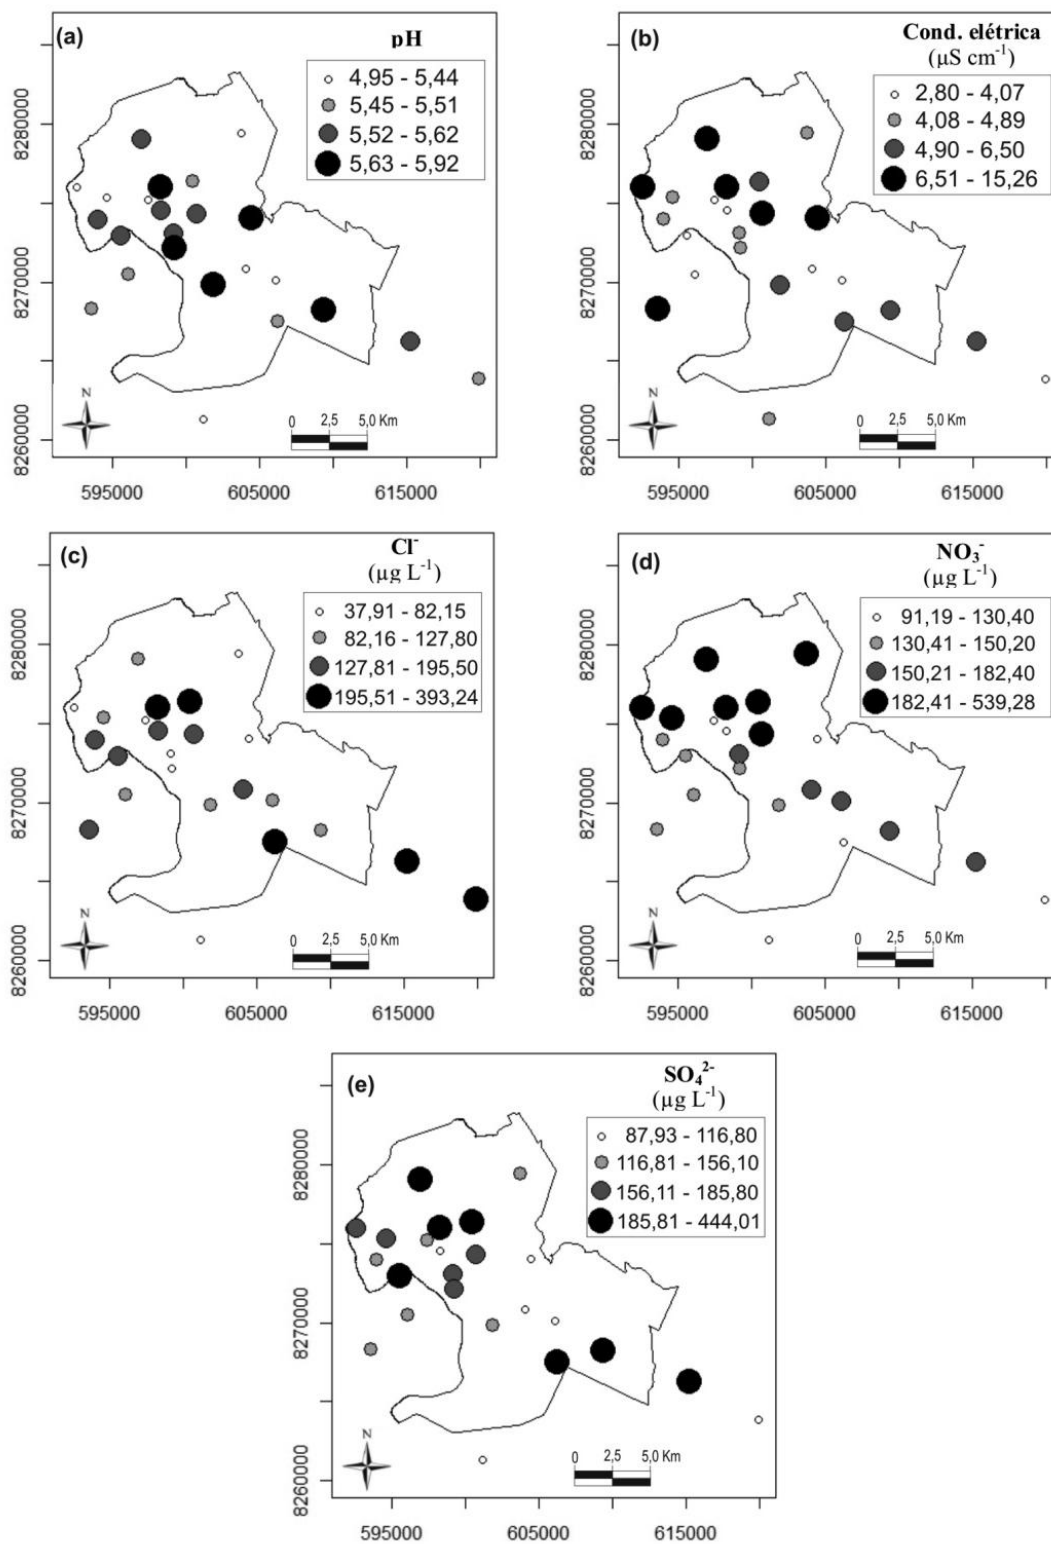 (a)
pH
4,95 - 5,44
5,45 - 5,51
5,52 - 5,62
5,63 - 5,92
8280000
8270000
8260000
N
0 2,5 5,0 Km
595000 605000 615000
(b)
Cond. elétrica
(µS cm⁻¹)
2,80 - 4,07
4,08 - 4,89
4,90 - 6,50
6,51 - 15,26
8280000
8270000
8260000
N
0 2,5 5,0 Km
595000 605000 615000
(c)
Cl⁻
(µg L⁻¹)
37,91 - 82,15
82,16 - 127,80
127,81 - 195,50
195,51 - 393,24
8280000
8270000
8260000
N
0 2,5 5,0 Km
595000 605000 615000
(d)
NO₃⁻
(µg L⁻¹)
91,19 - 130,40
130,41 - 150,20
150,21 - 182,40
182,41 - 539,28
8280000
8270000
8260000
N
0 2,5 5,0 Km
595000 605000 615000
(e)
SO₄²⁻
(µg L⁻¹)
87,93 - 116,80
116,81 - 156,10
156,11 - 185,80
185,81 - 444,01
8280000
8270000
8260000
N
0 2,5 5,0 Km
595000 605000 615000